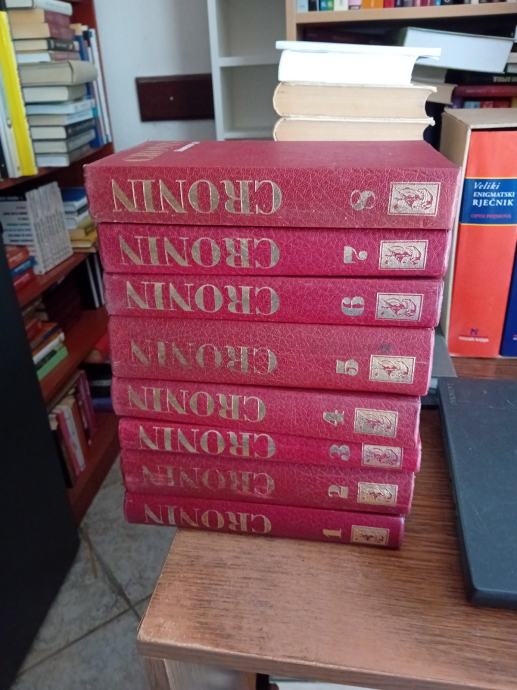 CRONIN 8
CRONIN 7
CRONIN 6
CRONIN 5
CRONIN 4
CRONIN 3
CRONIN 2
CRONIN 1
Veliki
ENIGMATSKI
RJEČNIK